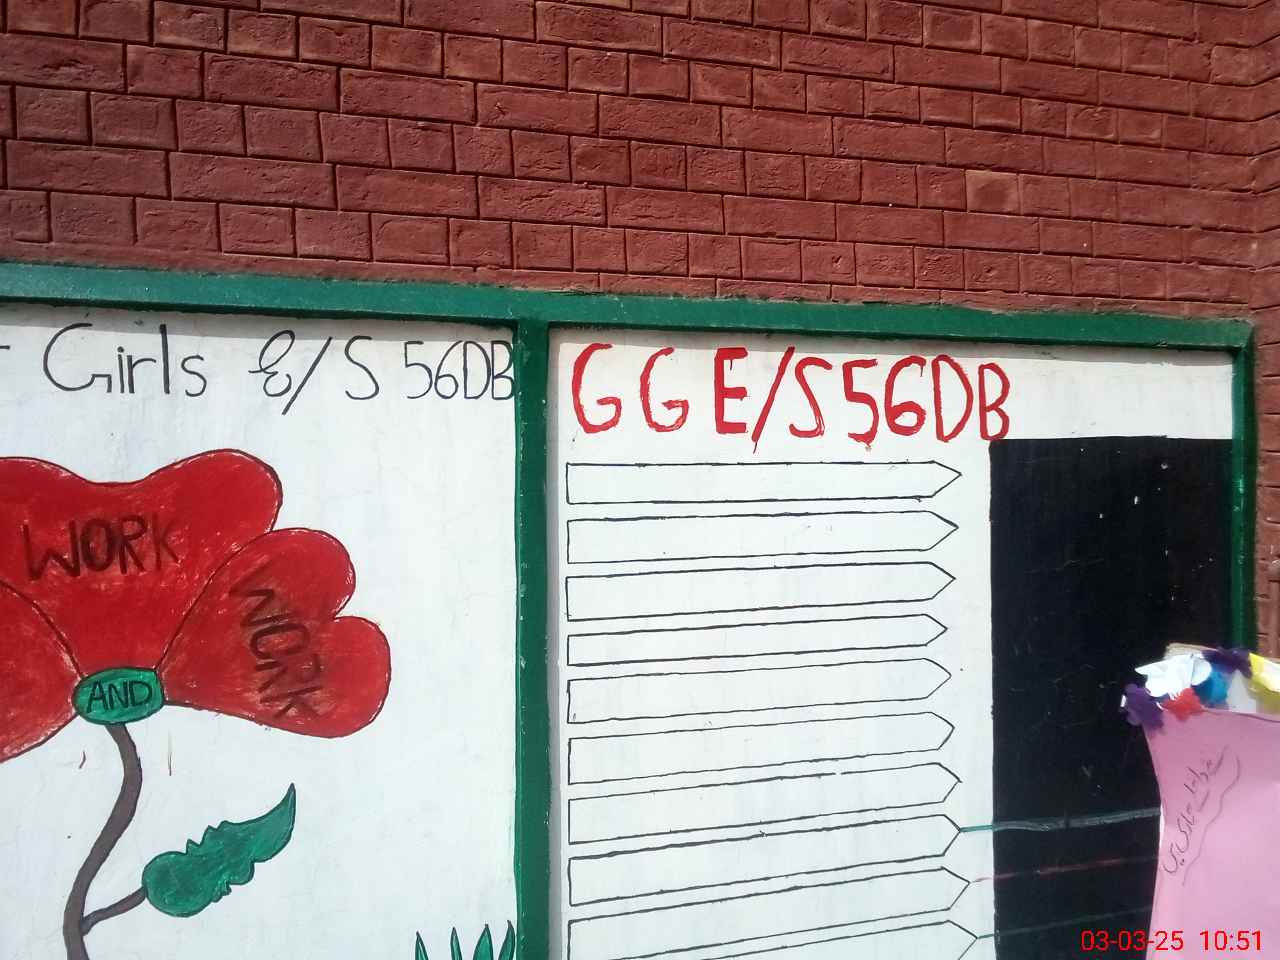 Girls E/S 56DB
GGE/S56DB
WORK
WORK
AND
03-03-25 10:51